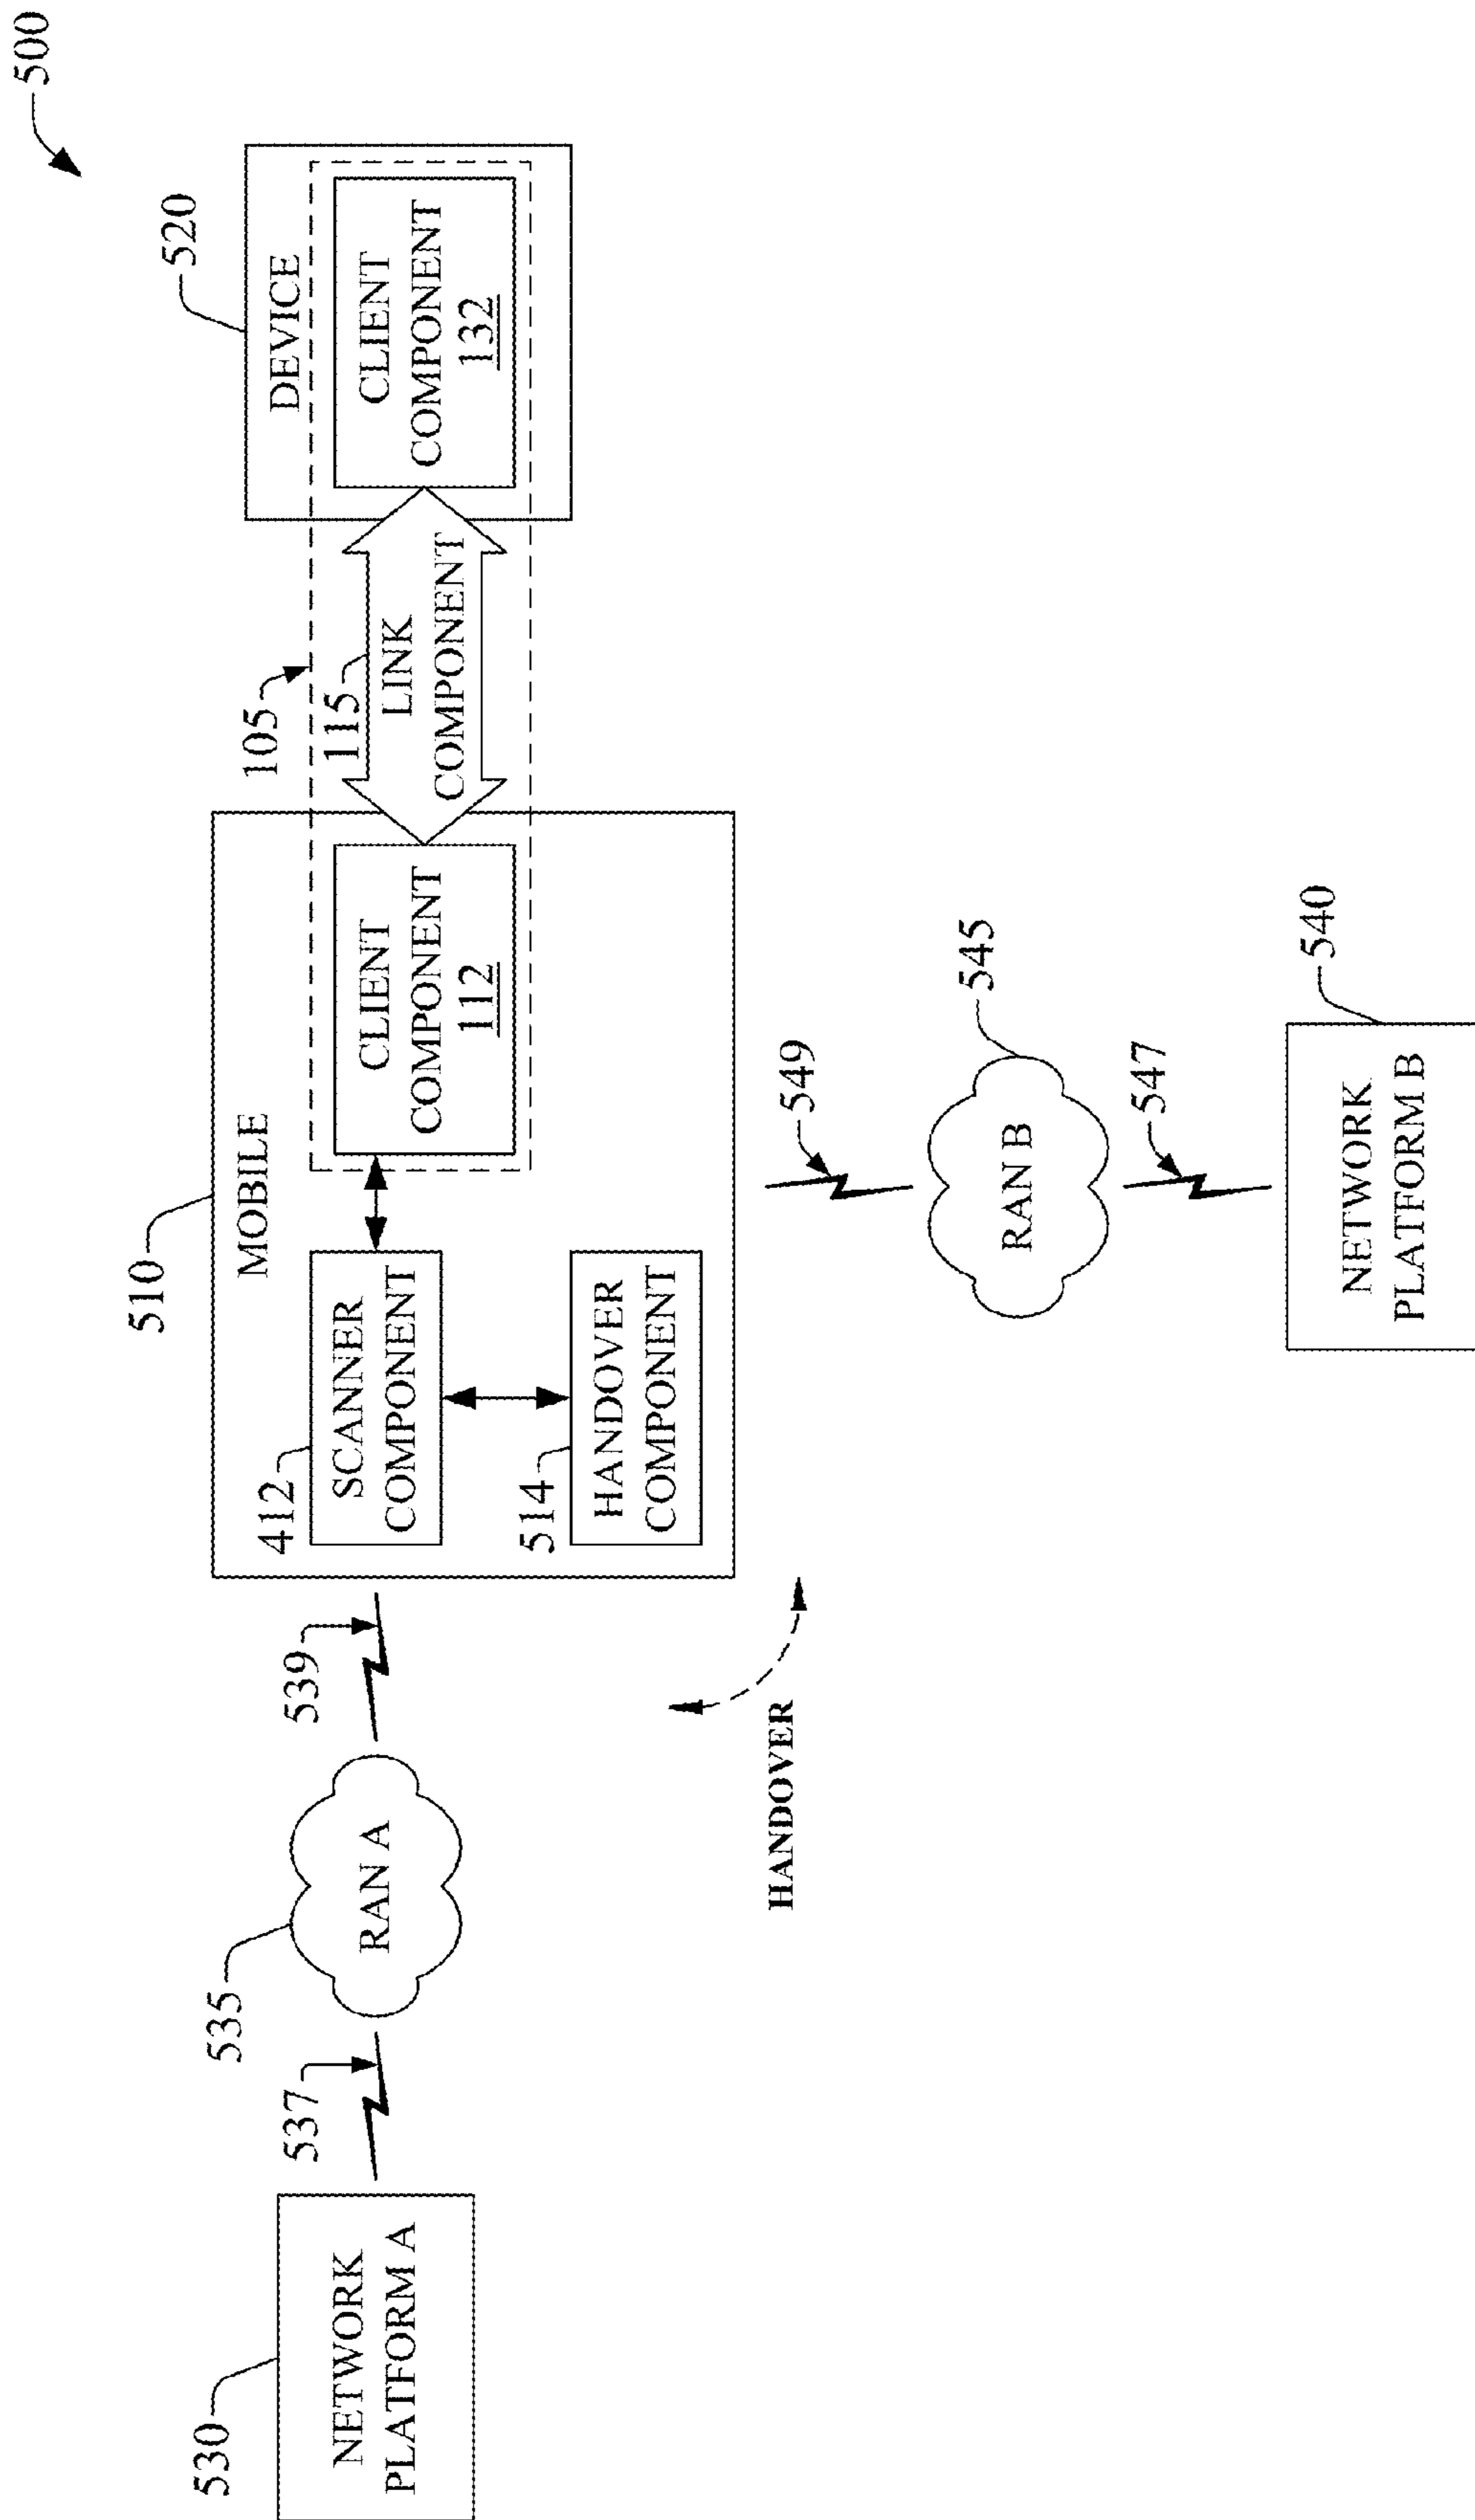 500
520
DEVICE
CLIENT
COMPONENT
132
105
115
LINK
COMPONENT
510
MOBILE
CLIENT
COMPONENT
112
412
SCANNER
COMPONENT
514
HANDOVER
COMPONENT
539
535
RAN A
537
530
NETWORK
PLATFORM A
HANDOVER
549
545
RAN B
547
540
NETWORK
PLATFORM B